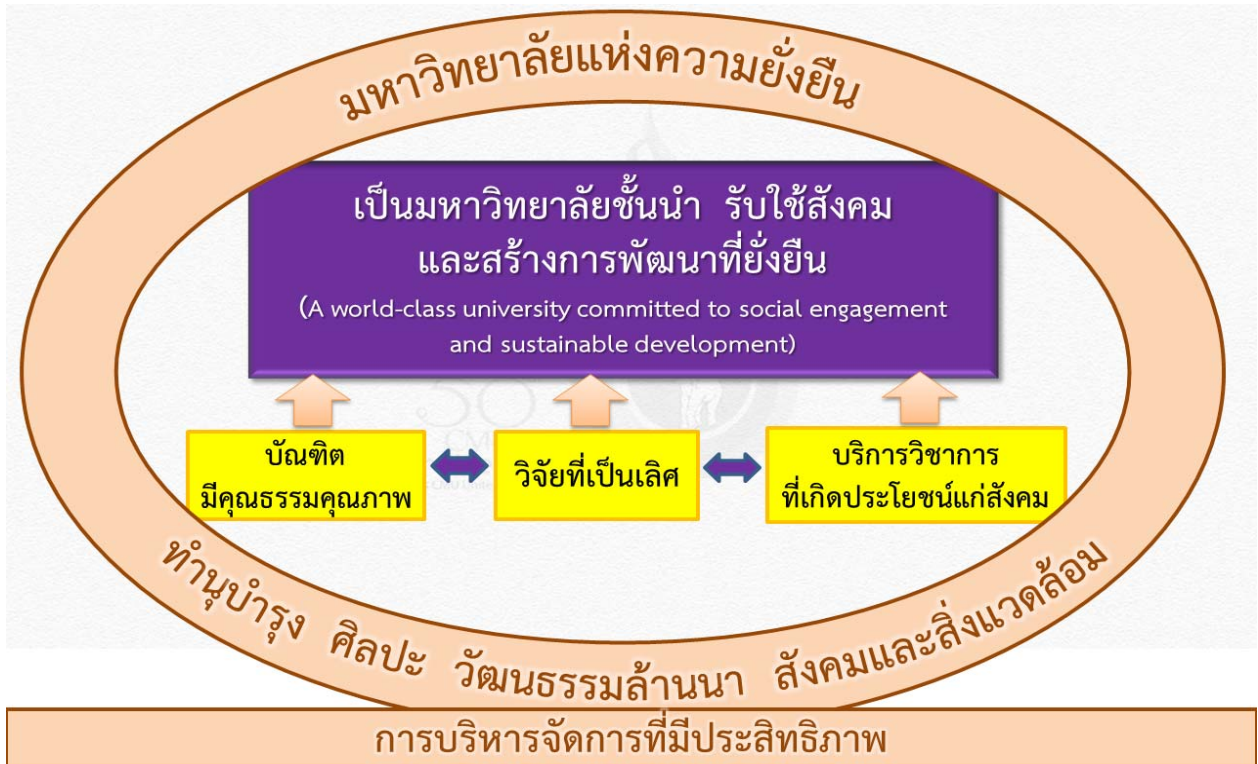 มหาวิทยาลัยแห่งความยั่งยืน
เป็นมหาวิทยาลัยชั้นนำ รับใช้สังคม
และสร้างการพัฒนาที่ยั่งยืน
(A world-class university committed to social engagement
and sustainable development)
บัณฑิต
มีคุณธรรมคุณภาพ
วิจัยที่เป็นเลิศ
บริการวิชาการ
ที่เกิดประโยชน์แก่สังคม
ทำนุบำรุง ศิลปะ วัฒนธรรมล้านนา สังคมและสิ่งแวดล้อม
การบริหารจัดการที่มีประสิทธิภาพ